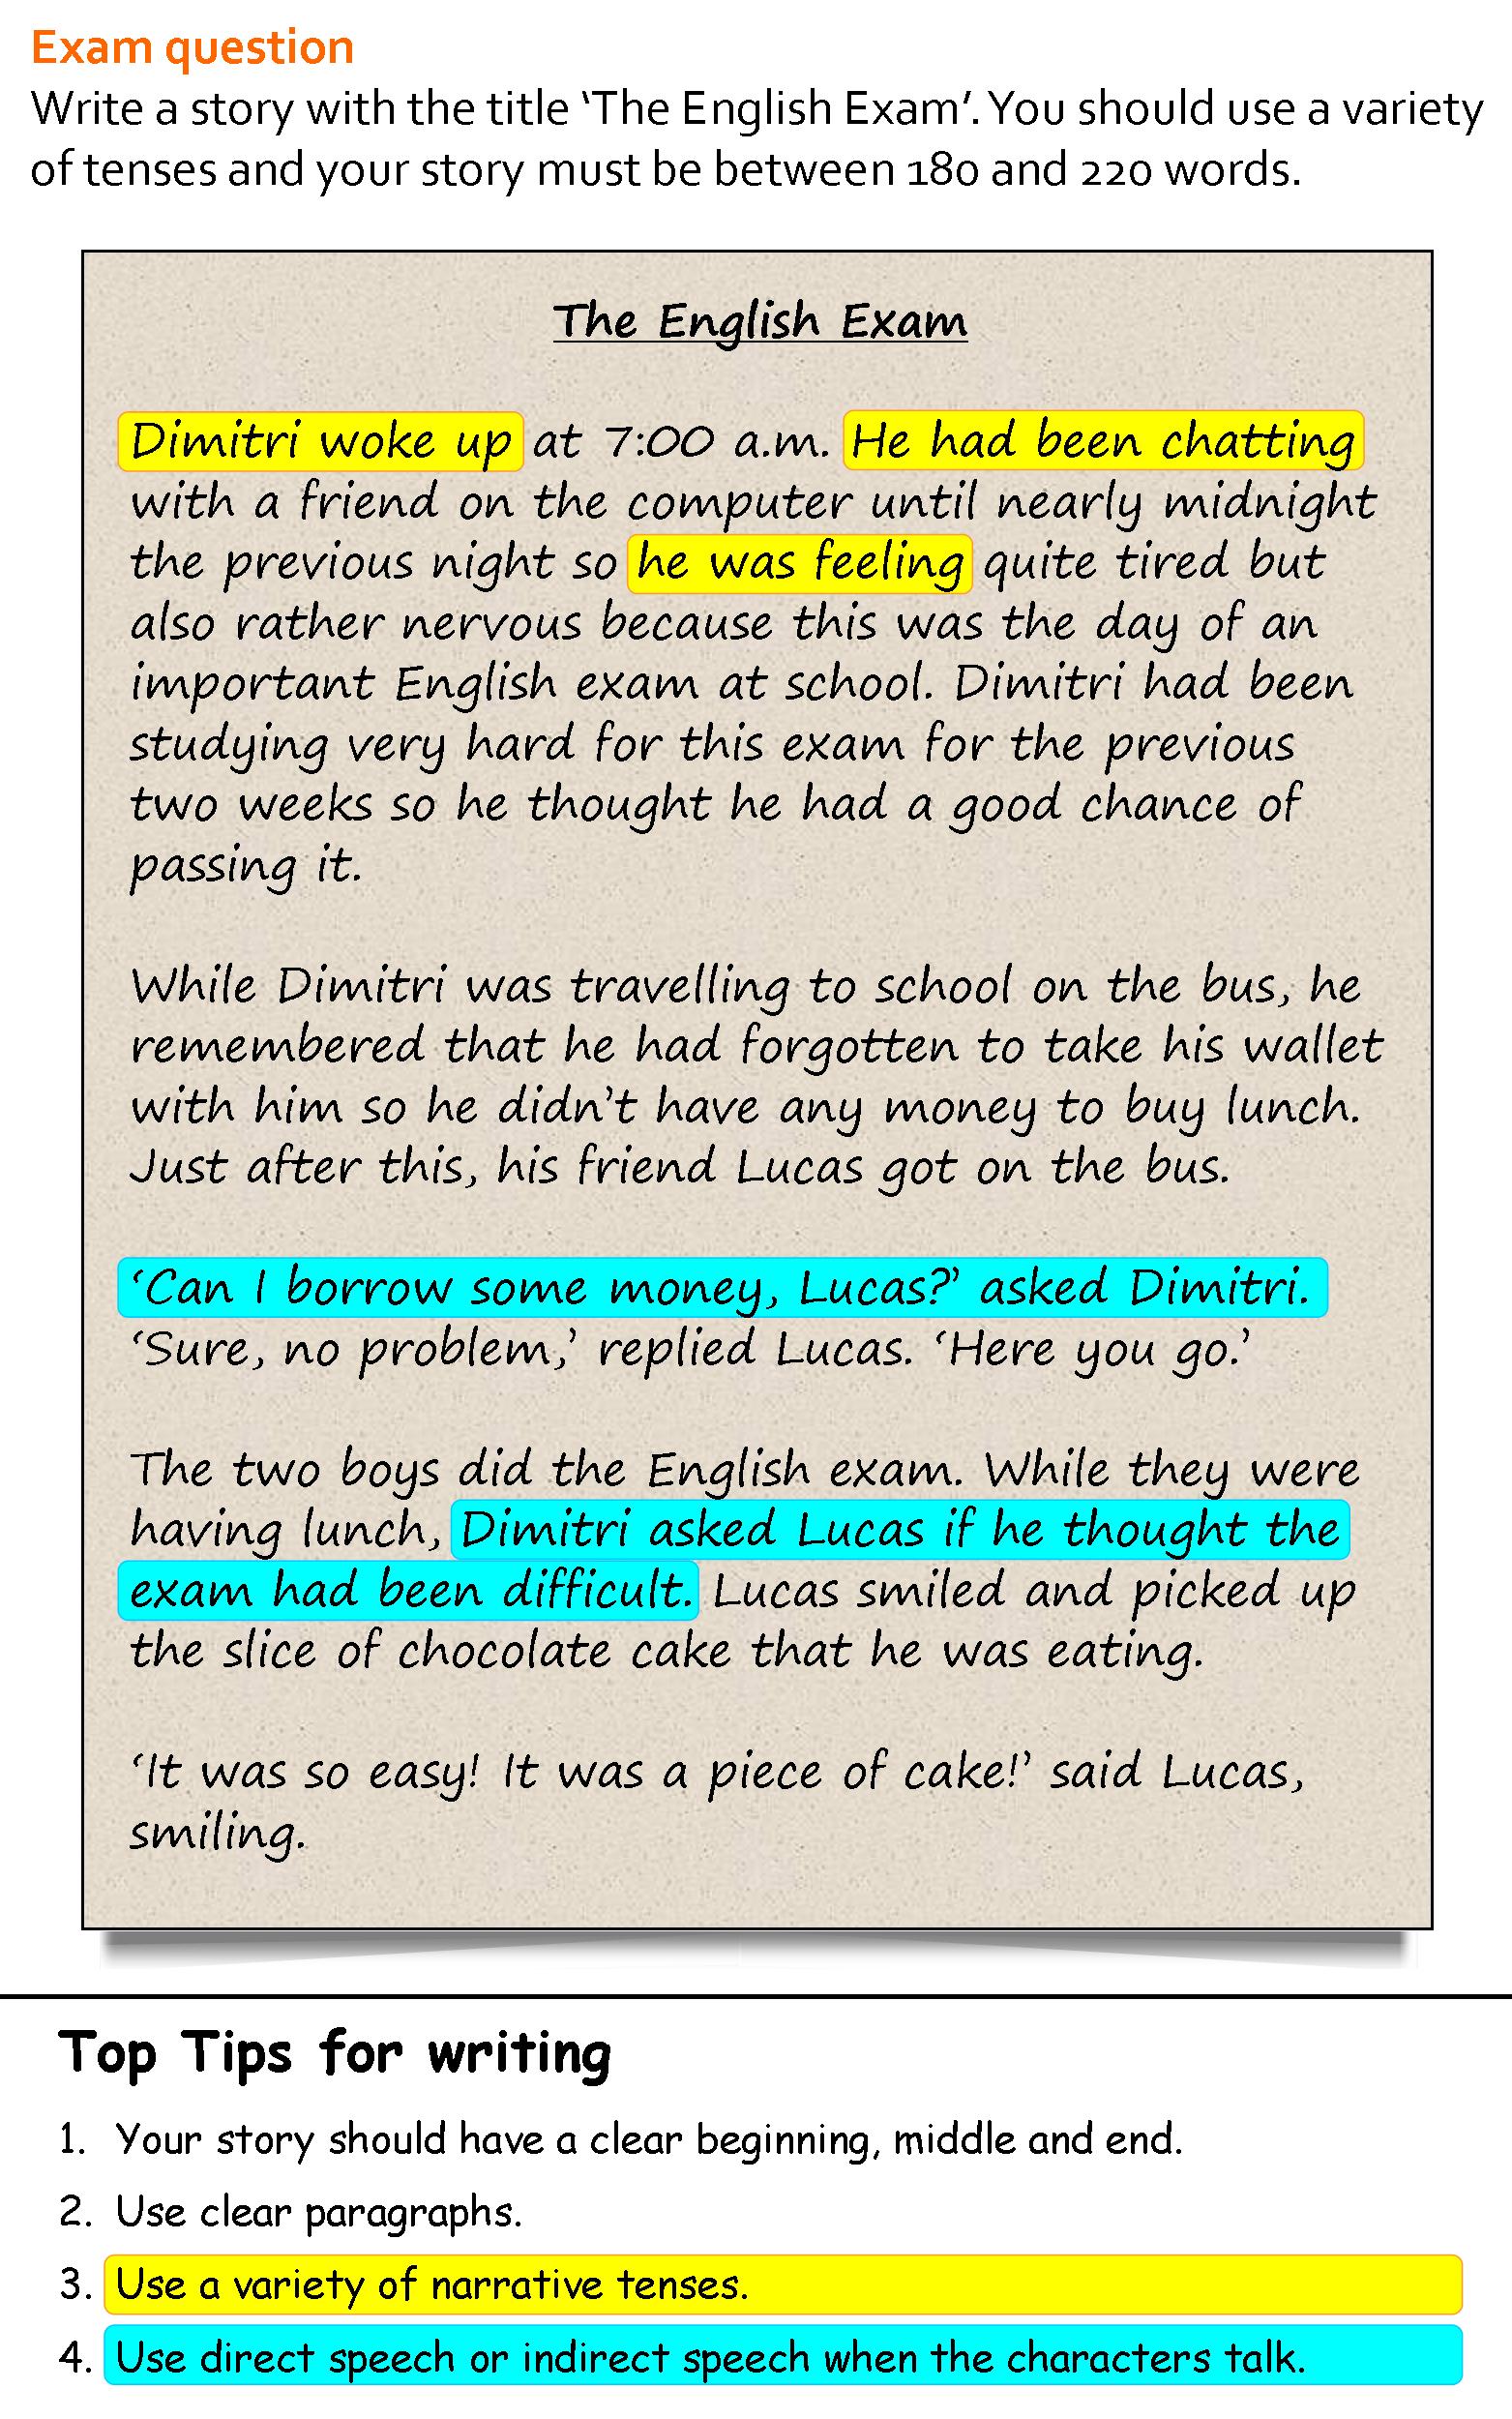 Exam question
Write a story with the title ‘The English Exam’. You should use a variety
of tenses and your story must be between 180 and 220 words.
The English Exam
Dimitri woke up at 7:00 a.m. He had been chatting
with a friend on the computer until nearly midnight
the previous night so he was feeling quite tired but
also rather nervous because this was the day of an
important English exam at school. Dimitri had been
studying very hard for this exam for the previous
two weeks so he thought he had a good chance of
passing it.
While Dimitri was travelling to school on the bus, he
remembered that he had forgotten to take his wallet
with him so he didn’t have any money to buy lunch.
Just after this, his friend Lucas got on the bus.
‘Can I borrow some money, Lucas?’ asked Dimitri.
‘Sure, no problem,’ replied Lucas. ‘Here you go.’
The two boys did the English exam. While they were
having lunch, Dimitri asked Lucas if he thought the
exam had been difficult. Lucas smiled and picked up
the slice of chocolate cake that he was eating.
‘It was so easy! It was a piece of cake!’ said Lucas,
smiling.
Top Tips for writing
1. Your story should have a clear beginning, middle and end.
2. Use clear paragraphs.
3. Use a variety of narrative tenses.
4. Use direct speech or indirect speech when the characters talk.